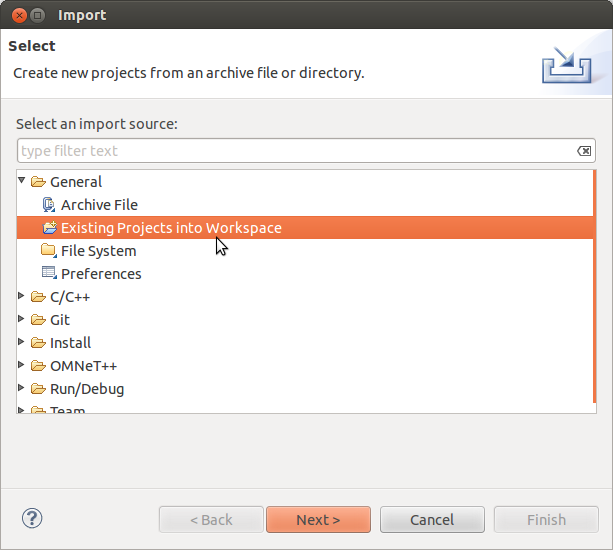 Import
Select
Create new projects from an archive file or directory.
Select an import source:
type filter text
General
Archive File
Existing Projects into Workspace
File System
Preferences
C/C++
Git
Install
OMNeT++
Run/Debug
Team
?
< Back
Next >
Cancel
Finish